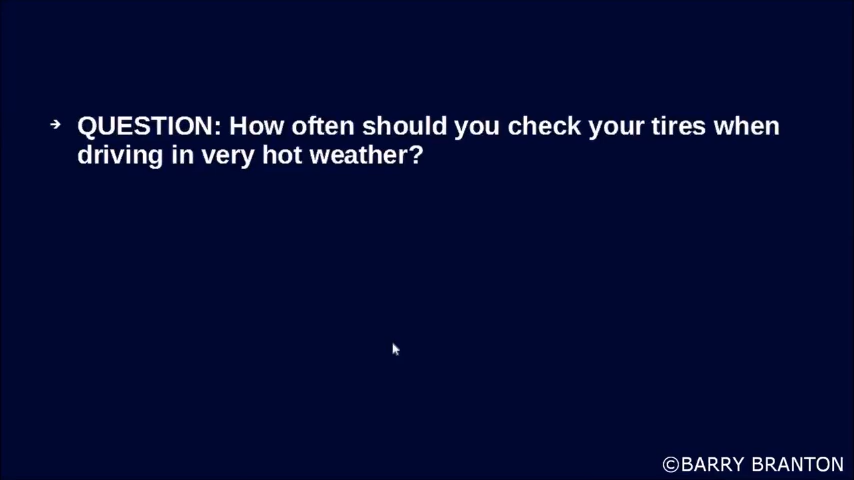 → QUESTION: How often should you check your tires when
driving in very hot weather?
©BARRY BRANTON